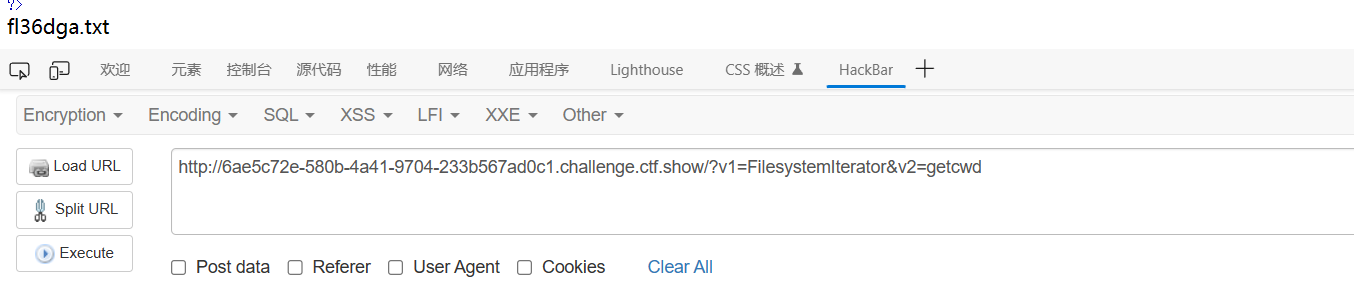 ?>
fl36dga.txt
欢迎 元素 控制台 源代码 性能 网络 应用程序 Lighthouse CSS 概述 HackBar
Encryption Encoding SQL XSS LFI XXE Other
Load URL
http://6ae5c72e-580b-4a41-9704-233b567ad0c1.challenge.ctf.show/?v1=FilesystemIterator&v2=getcwd
Split URL
Execute
Post data Referer User Agent Cookies Clear All